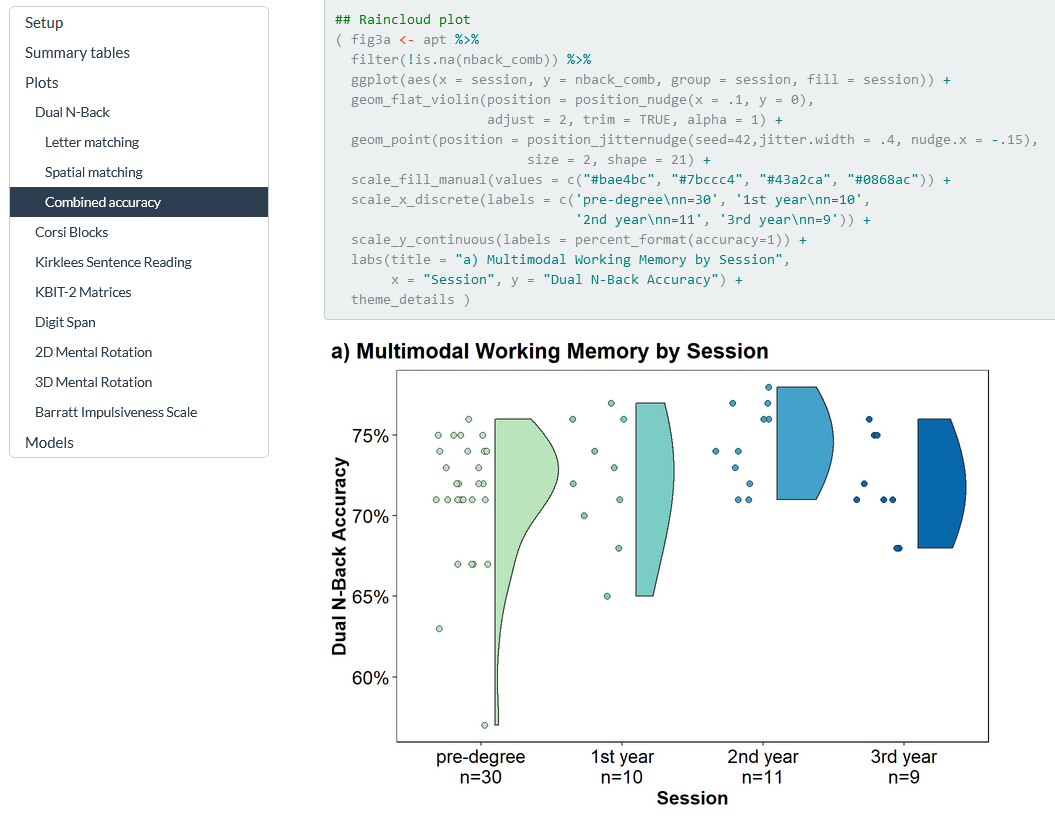 Setup
Summary tables
Plots
Dual N-Back
Letter matching
Spatial matching
Combined accuracy
Corsi Blocks
Kirklees Sentence Reading
KBIT-2 Matrices
Digit Span
2D Mental Rotation
3D Mental Rotation
Barratt Impulsiveness Scale
Models
## Raincloud plot
( fig3a <- apt %>%
  filter(!is.na(nback_comb)) %>%
  ggplot(aes(x = session, y = nback_comb, group = session, fill = session)) +
  geom_flat_violin(position = position_nudge(x = .1, y = 0),
                   adjust = 2, trim = TRUE, alpha = 1) +
  geom_point(position = position_jitternudge(seed=42,jitter.width = .4, nudge.x = -.15),
                        size = 2, shape = 21) +
  scale_fill_manual(values = c("#bae4bc", "#7bccc4", "#43a2ca", "#0868ac")) +
  scale_x_discrete(labels = c('pre-degree\nn=30', '1st year\nn=10',
                              '2nd year\nn=11', '3rd year\nn=9')) +
  scale_y_continuous(labels = percent_format(accuracy=1)) +
  labs(title = "a) Multimodal Working Memory by Session",
       x = "Session", y = "Dual N-Back Accuracy") +
  theme_details )
a) Multimodal Working Memory by Session
Dual N-Back Accuracy
75%
70%
65%
60%
pre-degree 1st year 2nd year 3rd year
n=30 n=10 n=11 n=9
Session